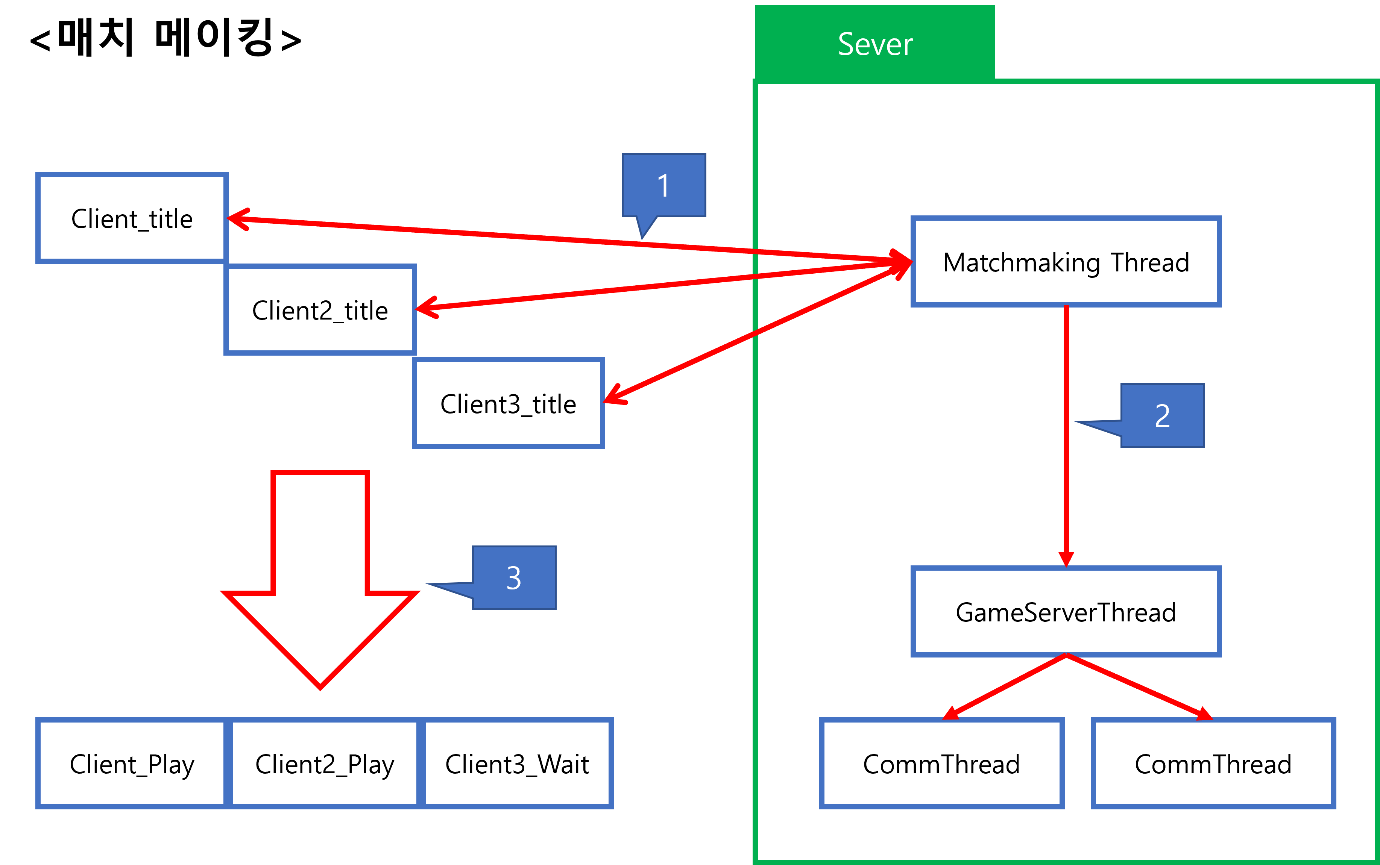 <매치 메이킹>
Sever
1
Client_title
Matchmaking Thread
Client2_title
Client3_title
2
3
GameServerThread
Client_Play
Client2_Play
Client3_Wait
CommThread
CommThread